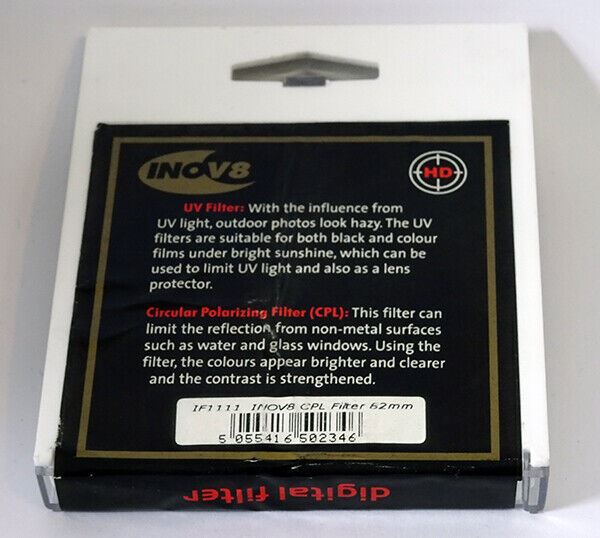 INOV8
HD
UV Filter: With the influence from
UV light, outdoor photos look hazy. The UV
filters are suitable for both black and colour
films under bright sunshine, which can be
used to limit UV light and also as a lens
protector.
Circular Polarizing Filter (CPL): This filter can
limit the reflection from non-metal surfaces
such as water and glass windows. Using the
filter, the colours appear brighter and clearer
and the contrast is strengthened.
IF1111 INOV8 CPL Filter 52mm
5 055416 502346
digital filter